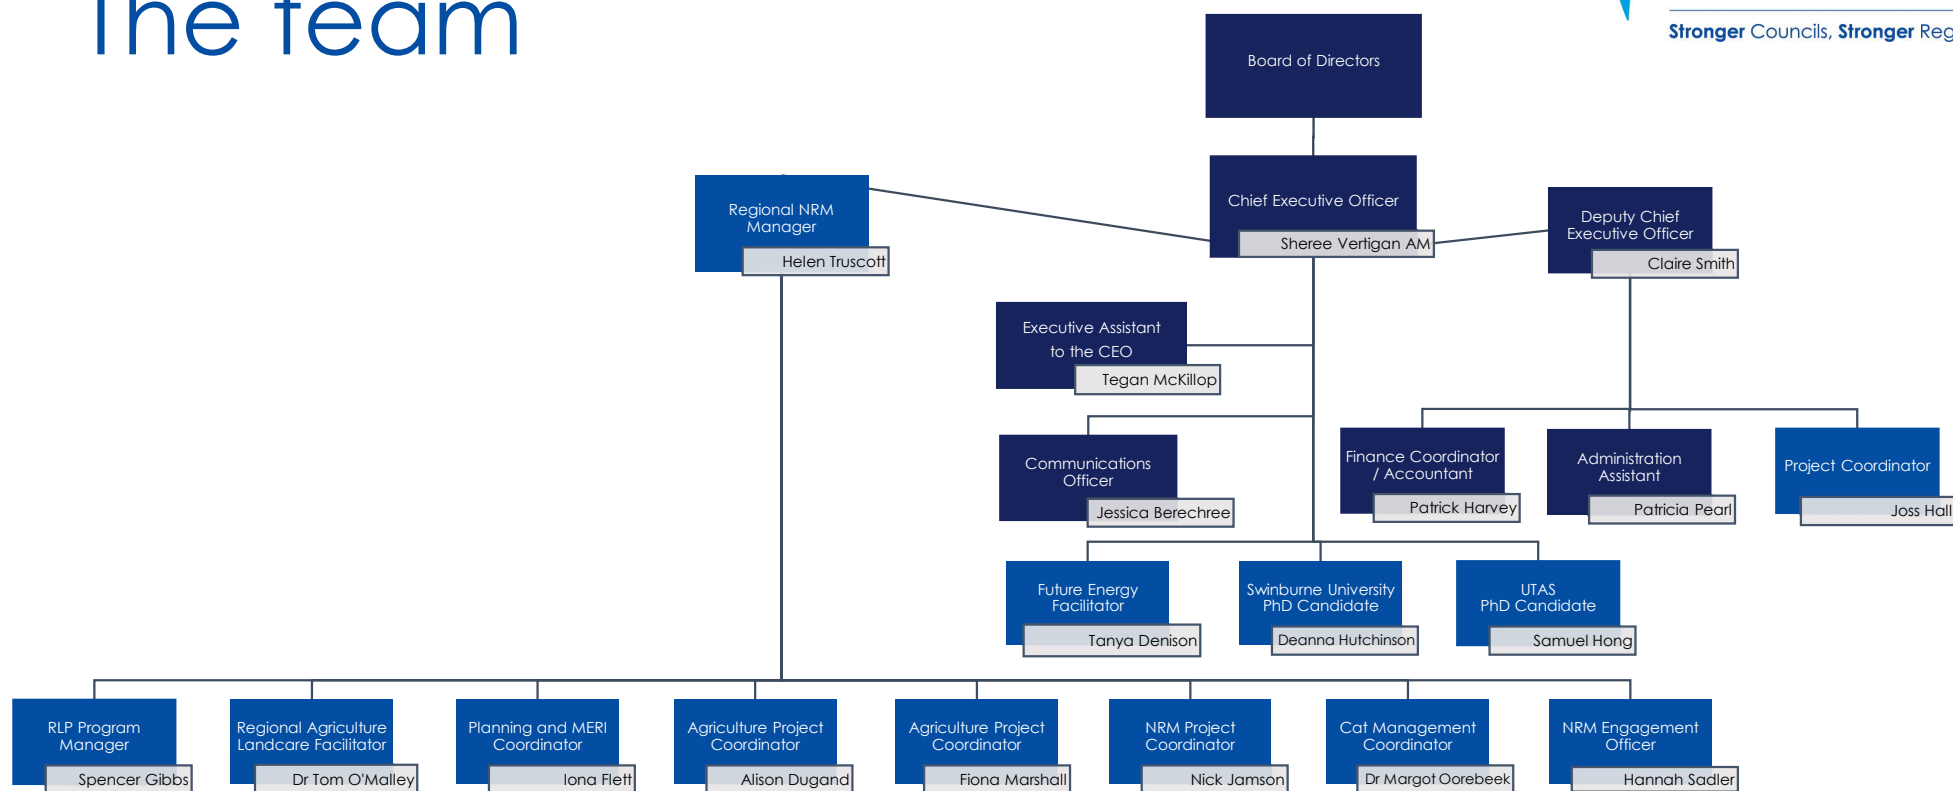 The team
Stronger Councils, Stronger Reg
Board of Directors
Chief Executive Officer
Sheree Vertigan AM
Regional NRM
Manager
Helen Truscott
Deputy Chief
Executive Officer
Claire Smith
Executive Assistant
to the CEO
Tegan McKillop
Communications
Officer
Jessica Berechree
Finance Coordinator
/ Accountant
Patrick Harvey
Administration
Assistant
Patricia Pearl
Project Coordinator
Joss Hall
Future Energy
Facilitator
Tanya Denison
Swinburne University
PhD Candidate
Deanna Hutchinson
UTAS
PhD Candidate
Samuel Hong
RLP Program
Manager
Spencer Gibbs
Regional Agriculture
Landcare Facilitator
Dr Tom O'Malley
Planning and MERI
Coordinator
Iona Flett
Agriculture Project
Coordinator
Alison Dugand
Agriculture Project
Coordinator
Fiona Marshall
NRM Project
Coordinator
Nick Jamson
Cat Management
Coordinator
Dr Margot Oorebeek
NRM Engagement
Officer
Hannah Sadler